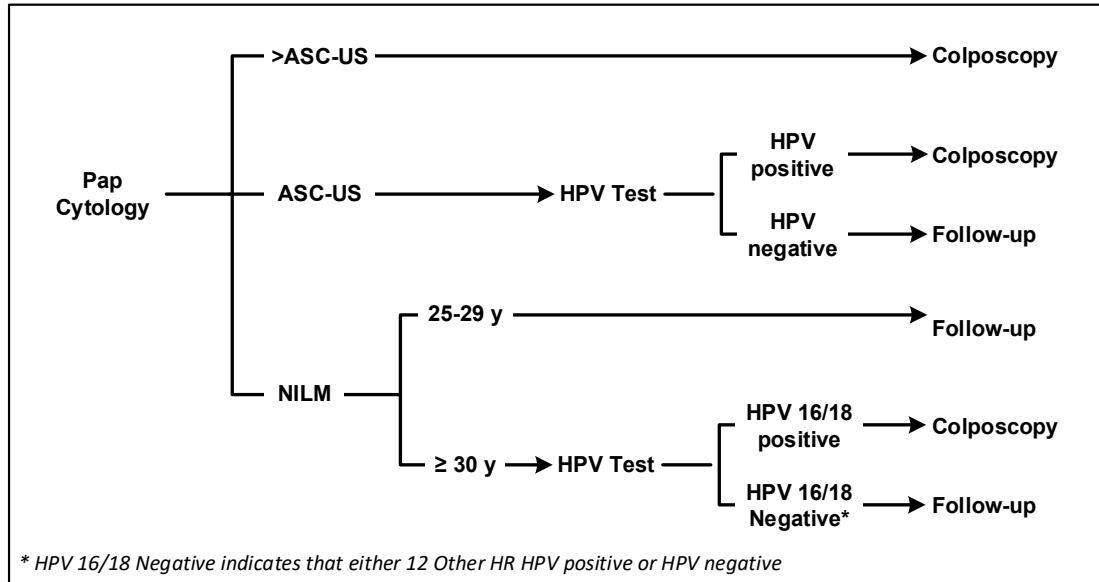 >ASC-US
Colposcopy
HPV
positive
Colposcopy
Pap
Cytology
ASC-US
HPV Test
HPV
negative
Follow-up
25-29 y
Follow-up
NILM
HPV 16/18
positive
Colposcopy
≥ 30 y
HPV Test
HPV 16/18
Negative*
Follow-up
* HPV 16/18 Negative indicates that either 12 Other HR HPV positive or HPV negative